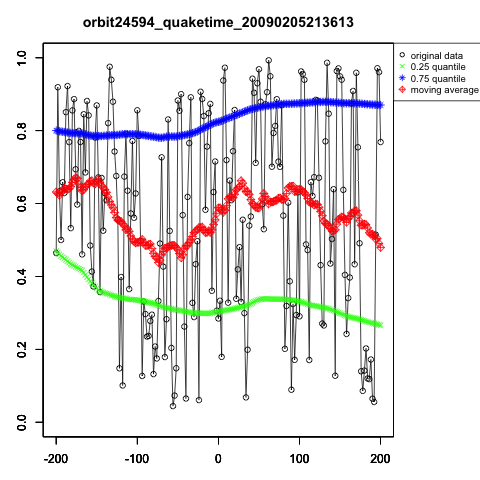 orbit24594_quaketime_20090205213613
original data
0.25 quantile
0.75 quantile
moving average
1.0
0.8
0.6
0.4
0.2
0.0
-200 -100 0 100 200